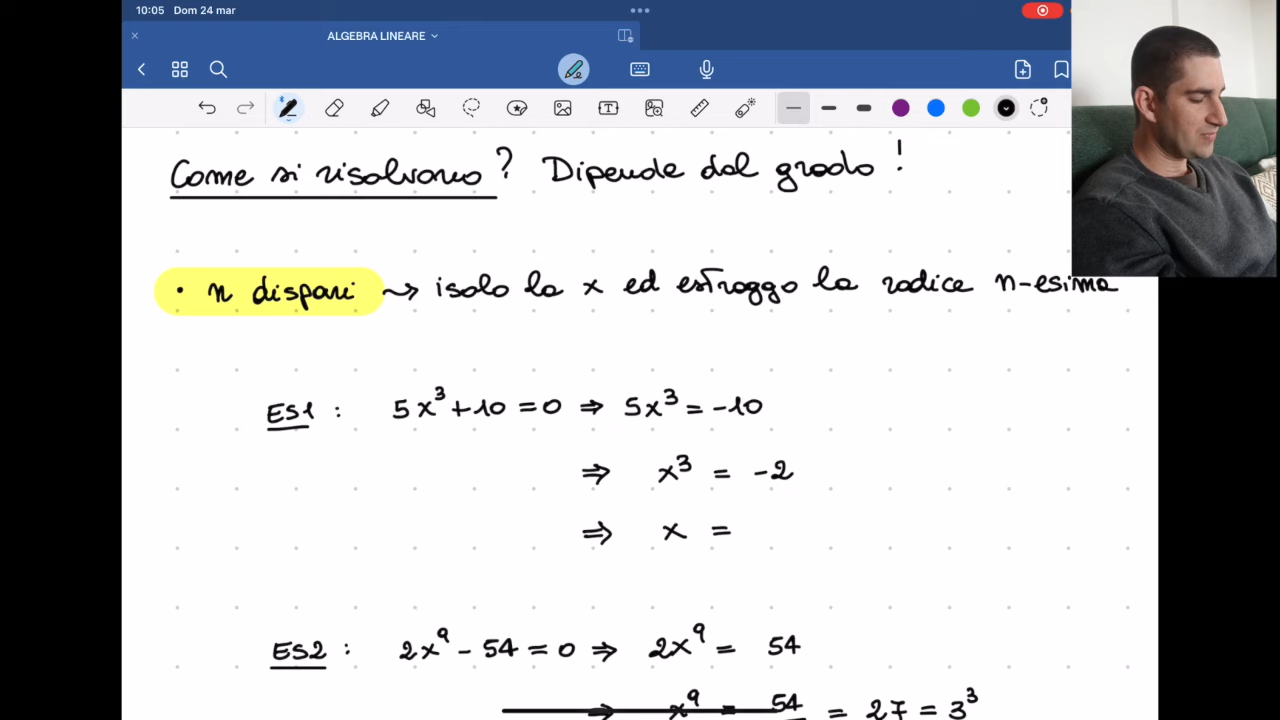 10:05 Dom 24 mar
ALGEBRA LINEARE
Come si risolvono? Dipende dal grado!
• n dispari ⇝ isolo la x ed estraggo la radice n-esima
ES1: 5x³+10=0 ⇒ 5x³=-10
⇒ x³ = -2
⇒ x =
ES2: 2x⁹-54=0 ⇒ 2x⁹ = 54
⇒ x⁹ = 54 = 27 = 3³